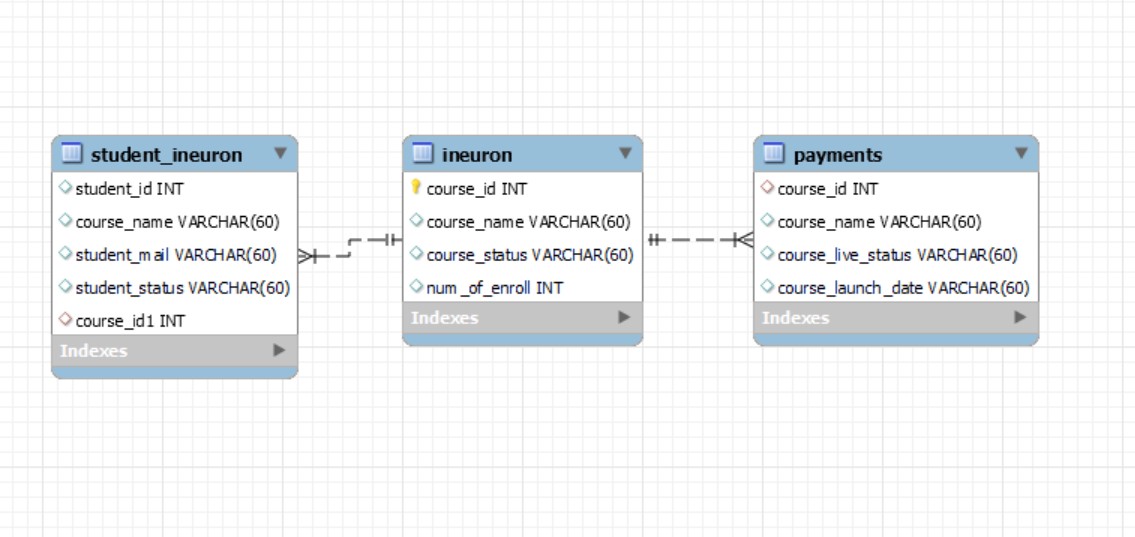 student_ineuron
student_id INT
course_name VARCHAR(60)
student_mail VARCHAR(60)
student_status VARCHAR(60)
course_id1 INT
Indexes
ineuron
course_id INT
course_name VARCHAR(60)
course_status VARCHAR(60)
num _of_enroll INT
Indexes
payments
course_id INT
course_name VARCHAR(60)
course_live_status VARCHAR(60)
course_launch_date VARCHAR(60)
Indexes